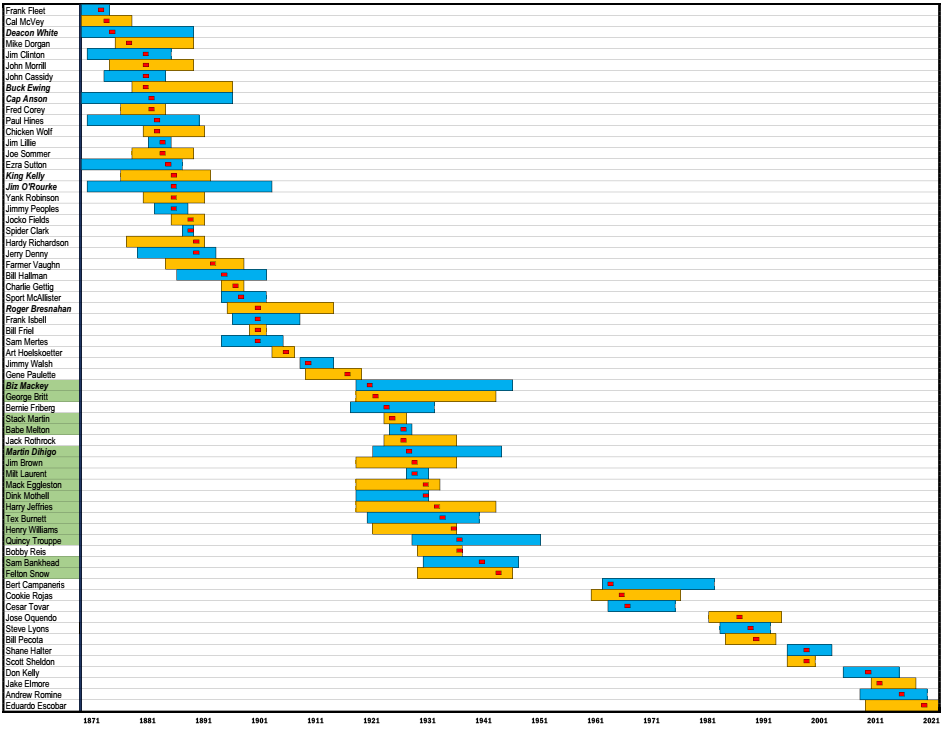 Frank Fleet
Cal McVey
Deacon White
Mike Dorgan
Jim Clinton
John Morrill
John Cassidy
Buck Ewing
Cap Anson
Fred Corey
Paul Hines
Chicken Wolf
Jim Lillie
Joe Sommer
Ezra Sutton
King Kelly
Jim O'Rourke
Yank Robinson
Jimmy Peoples
Jocko Fields
Spider Clark
Hardy Richardson
Jerry Denny
Farmer Vaughn
Bill Hallman
Charlie Gettig
Sport McAllister
Roger Bresnahan
Frank Isbell
Bill Friel
Sam Mertes
Art Hoelskoetter
Jimmy Walsh
Gene Paulette
Biz Mackey
George Britt
Bernie Friberg
Stack Martin
Babe Melton
Jack Rothrock
Martin Dihigo
Jim Brown
Milt Laurent
Mack Eggleston
Dink Mothell
Harry Jeffries
Tex Burnett
Henry Williams
Quincy Trouppe
Bobby Reis
Sam Bankhead
Felton Snow
Bert Campaneris
Cookie Rojas
Cesar Tovar
Jose Oquendo
Steve Lyons
Bill Pecota
Shane Halter
Scott Sheldon
Don Kelly
Jake Elmore
Andrew Romine
Eduardo Escobar
1871 1881 1891 1901 1911 1921 1931 1941 1951 1961 1971 1981 1991 2001 2011 2021